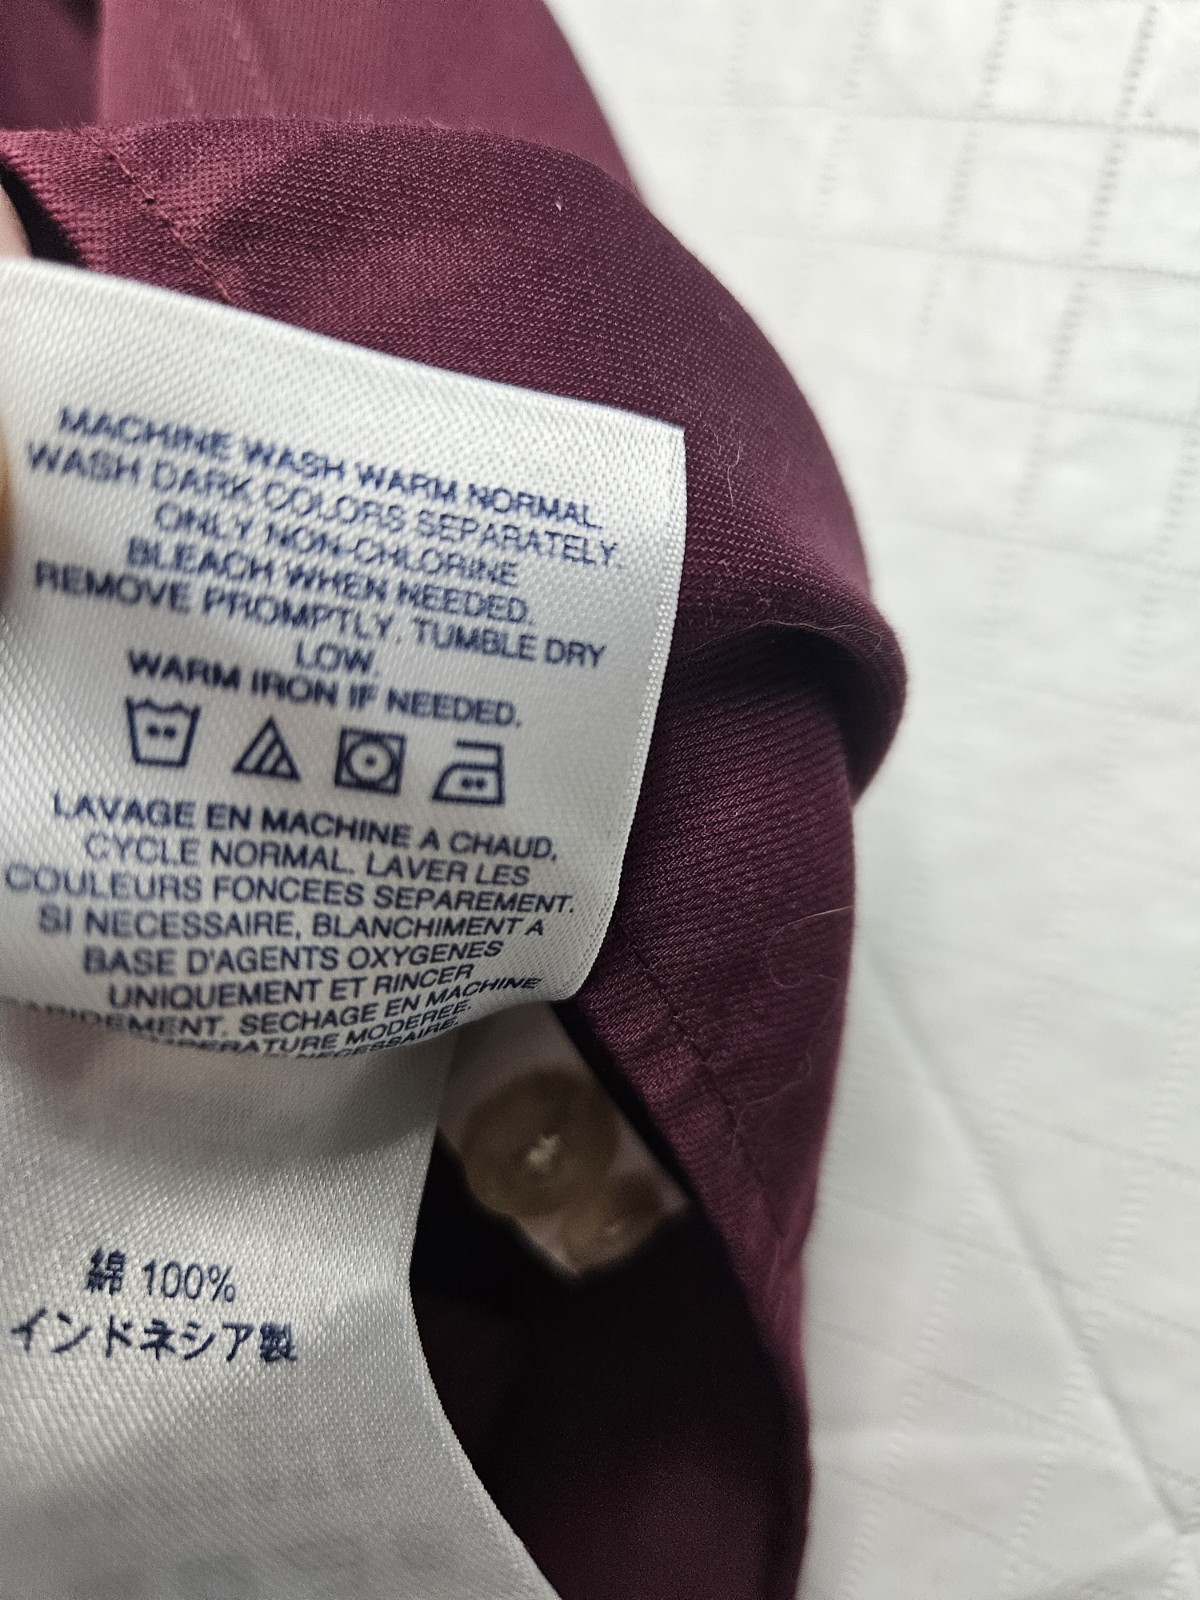 MACHINE WASH WARM NORMAL.
WASH DARK COLORS SEPARATELY.
ONLY NON-CHLORINE
BLEACH WHEN NEEDED.
REMOVE PROMPTLY. TUMBLE DRY
LOW.
WARM IRON IF NEEDED.
LAVAGE EN MACHINE A CHAUD,
CYCLE NORMAL. LAVER LES
COULEURS FONCEES SEPAREMENT.
SI NECESSAIRE, BLANCHIMENT A
BASE D'AGENTS OXYGENES
UNIQUEMENT ET RINCER
SECHAGE EN MACHINE
MODEREE.
NECESSAIRE.
綿 100%
インドネシア製